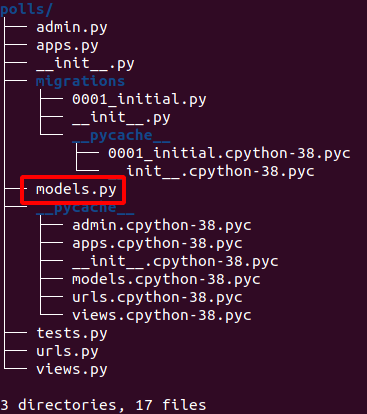 polls/
├── admin.py
├── apps.py
├── __init__.py
├── migrations
│   ├── 0001_initial.py
│   ├── __init__.py
│   └── __pycache__
│       ├── 0001_initial.cpython-38.pyc
│       └── __init__.cpython-38.pyc
├── models.py
├── __pycache__
│   ├── admin.cpython-38.pyc
│   ├── apps.cpython-38.pyc
│   ├── __init__.cpython-38.pyc
│   ├── models.cpython-38.pyc
│   ├── urls.cpython-38.pyc
│   └── views.cpython-38.pyc
├── tests.py
├── urls.py
└── views.py
3 directories, 17 files